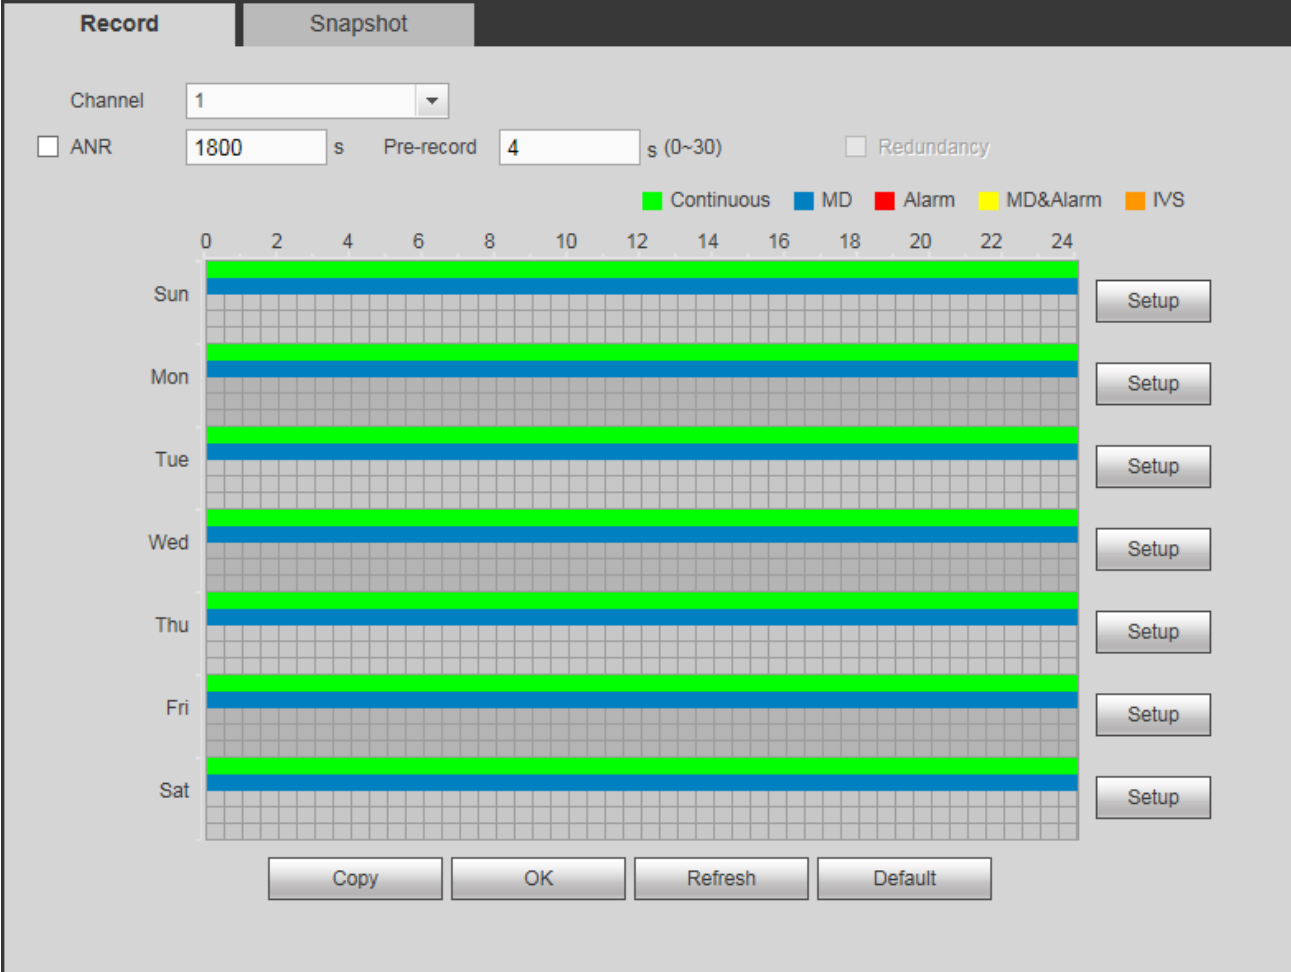 Record Snapshot
Channel 1
ANR 1800 s Pre-record 4 s (0~30) Redundancy
Continuous MD Alarm MD&Alarm IVS
0 2 4 6 8 10 12 14 16 18 20 22 24
Sun Setup
Mon Setup
Tue Setup
Wed Setup
Thu Setup
Fri Setup
Sat Setup
Copy OK Refresh Default